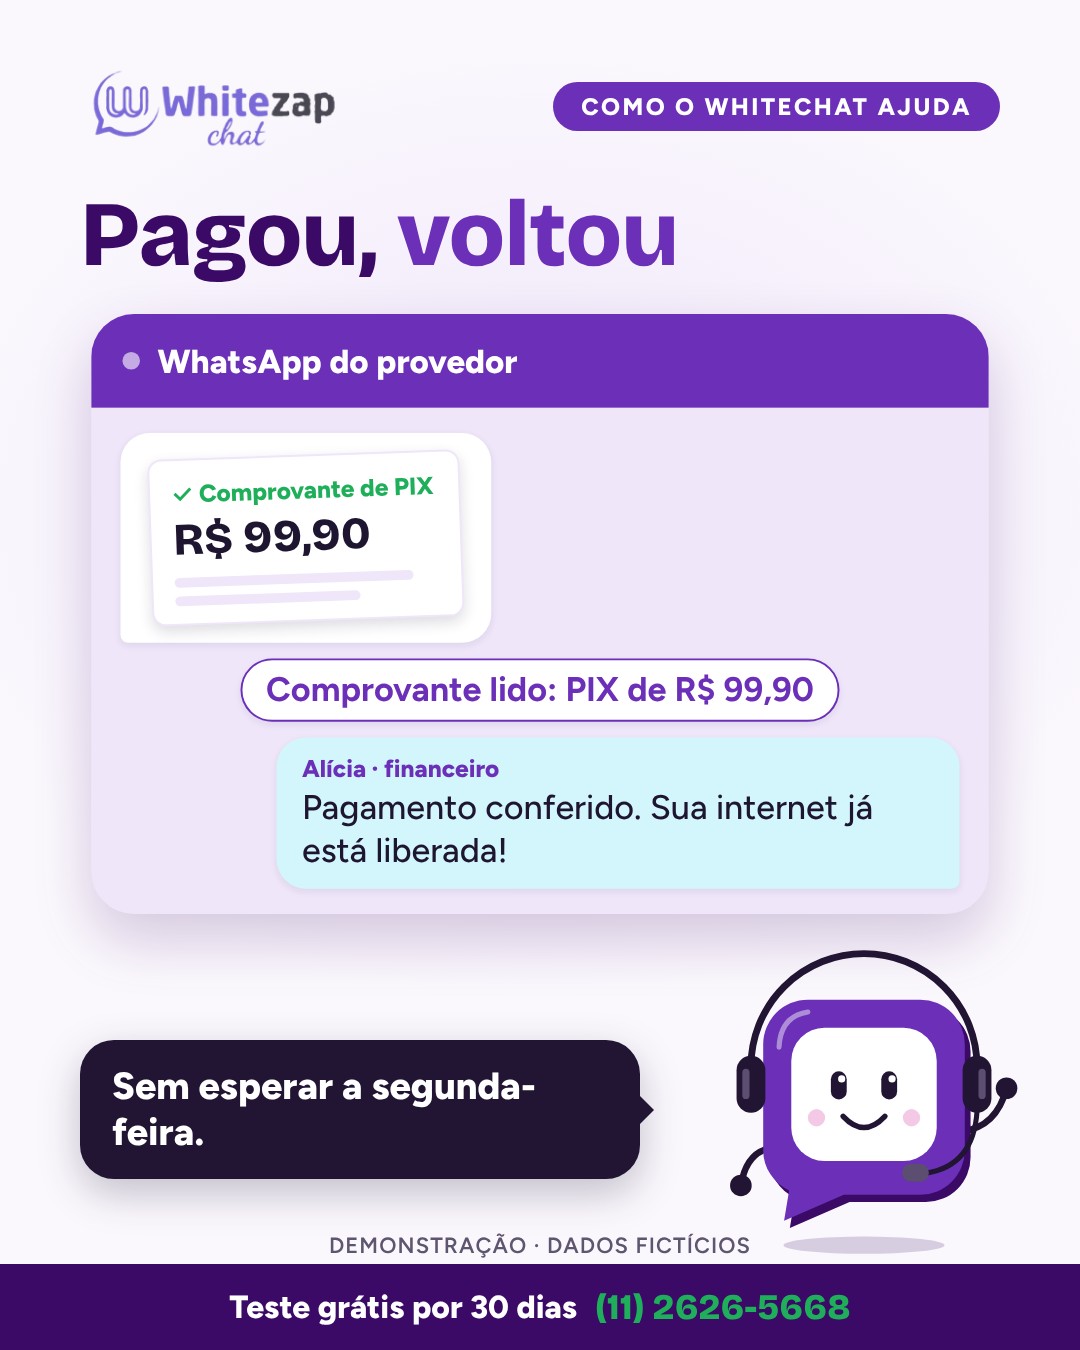 Whitezap
chat
COMO O WHITECHAT AJUDA
Pagou, voltou
WhatsApp do provedor
✓ Comprovante de PIX
R$ 99,90
Comprovante lido: PIX de R$ 99,90
Alícia · financeiro
Pagamento conferido. Sua internet já
está liberada!
Sem esperar a segunda-
feira.
DEMONSTRAÇÃO · DADOS FICTÍCIOS
Teste grátis por 30 dias (11) 2626-5668